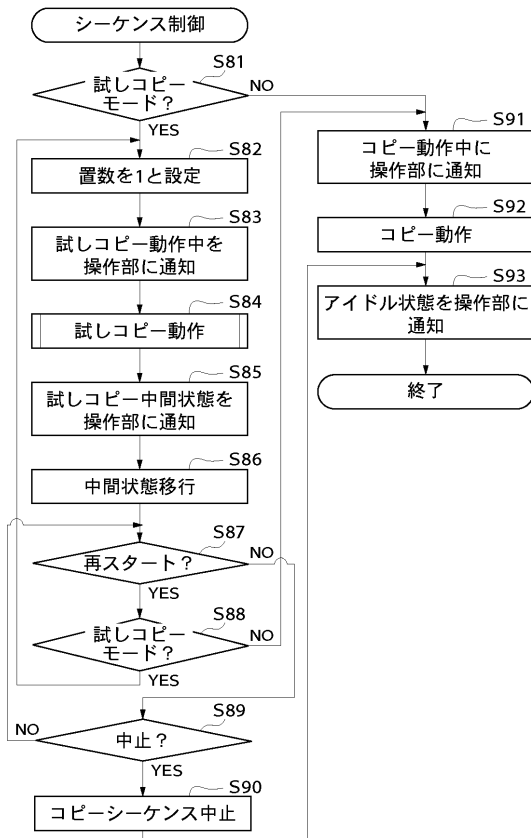 シーケンス制御
S81
試しコピー
モード？
NO
YES
S82
置数を1と設定
S83
試しコピー動作中を
操作部に通知
S84
試しコピー動作
S85
試しコピー中間状態を
操作部に通知
S86
中間状態移行
S87
再スタート？
NO
YES
S88
試しコピー
モード？
NO
YES
S89
中止？
NO
YES
S90
コピーシーケンス中止
S91
コピー動作中に
操作部に通知
S92
コピー動作
S93
アイドル状態を操作部に
通知
終了